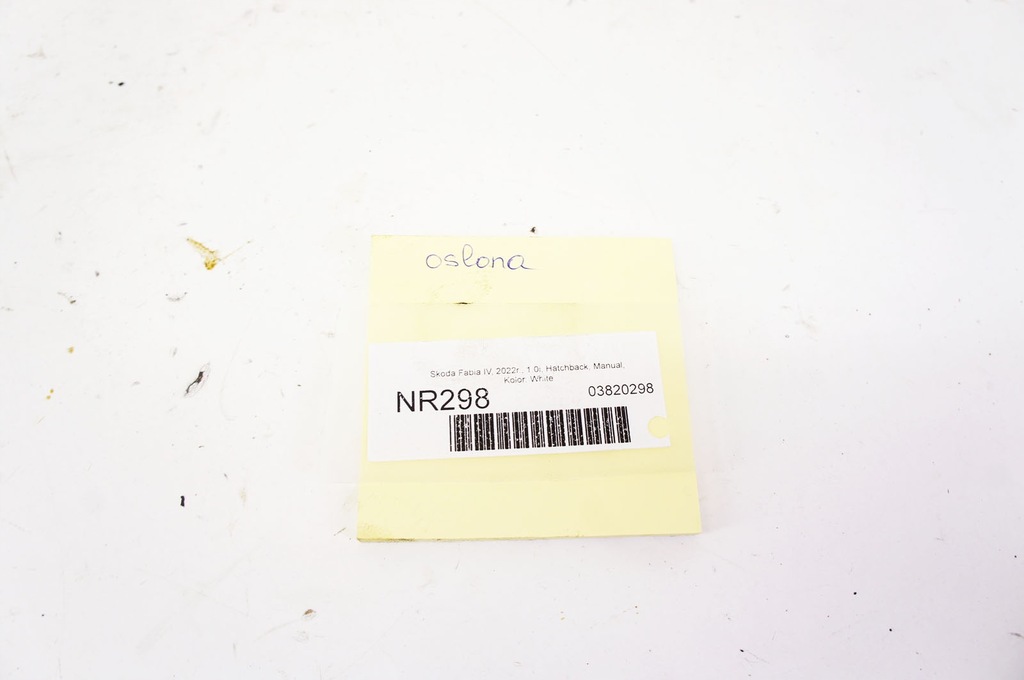 oslona
Skoda Fabia IV, 2022r., 1.0i, Hatchback, Manual,
Kolor: White
NR298 03820298